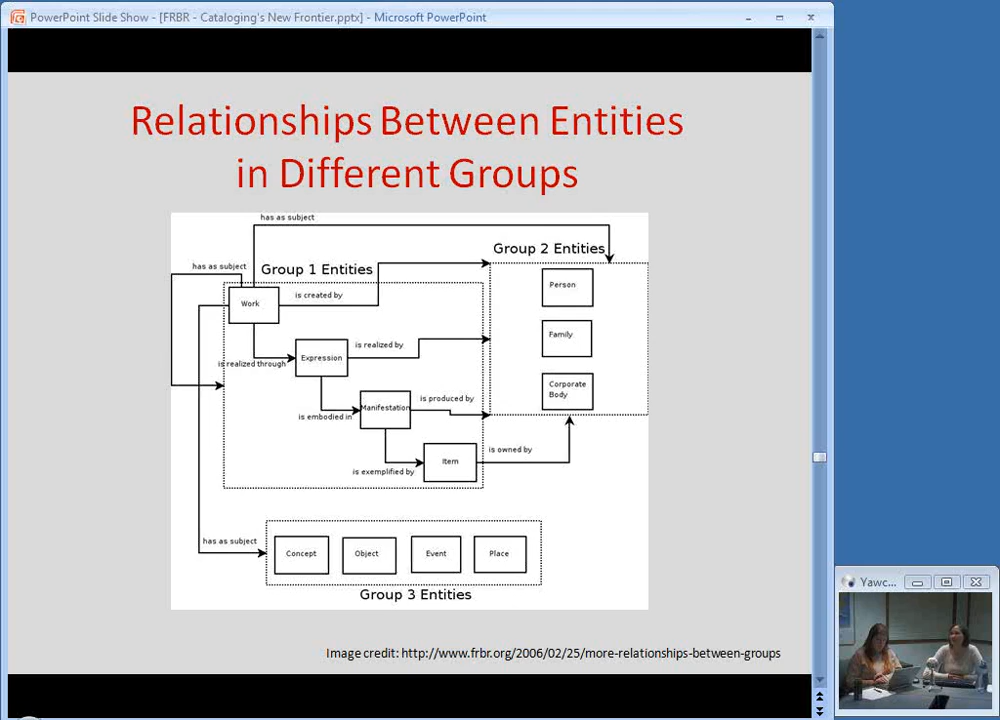 PowerPoint Slide Show - [FRBR - Cataloging's New Frontier.pptx] - Microsoft PowerPoint
Relationships Between Entities
in Different Groups
has as subject
Group 2 Entities
has as subject
Group 1 Entities
Person
Work
is created by
Family
is realized by
is realized through
Expression
Corporate
Body
is produced by
Manifestation
is embodied in
is owned by
Item
is exemplified by
has as subject
Concept
Object
Event
Place
Group 3 Entities
Image credit: http://www.frbr.org/2006/02/25/more-relationships-between-groups
Yawc...